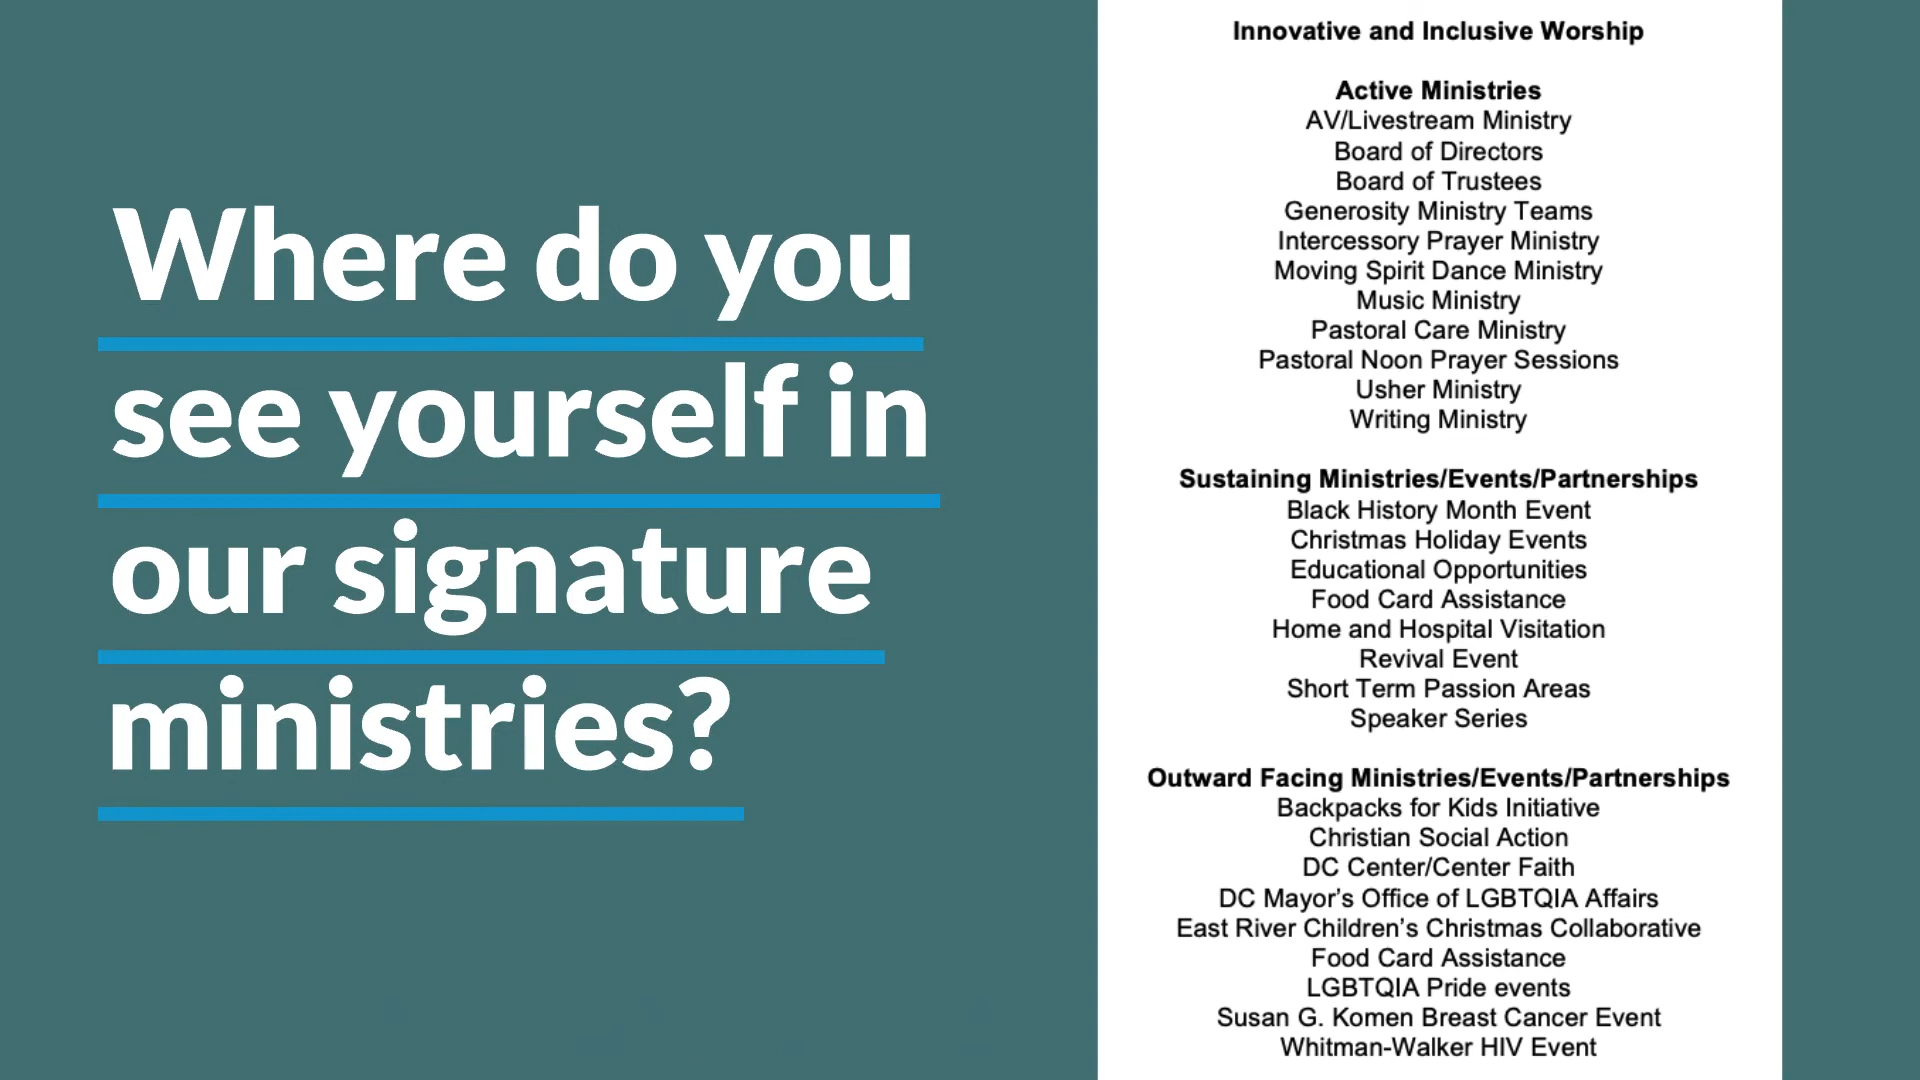 Where do you
see yourself in
our signature
ministries?
Innovative and Inclusive Worship
Active Ministries
AV/Livestream Ministry
Board of Directors
Board of Trustees
Generosity Ministry Teams
Intercessory Prayer Ministry
Moving Spirit Dance Ministry
Music Ministry
Pastoral Care Ministry
Pastoral Noon Prayer Sessions
Usher Ministry
Writing Ministry
Sustaining Ministries/Events/Partnerships
Black History Month Event
Christmas Holiday Events
Educational Opportunities
Food Card Assistance
Home and Hospital Visitation
Revival Event
Short Term Passion Areas
Speaker Series
Outward Facing Ministries/Events/Partnerships
Backpacks for Kids Initiative
Christian Social Action
DC Center/Center Faith
DC Mayor’s Office of LGBTQIA Affairs
East River Children’s Christmas Collaborative
Food Card Assistance
LGBTQIA Pride events
Susan G. Komen Breast Cancer Event
Whitman-Walker HIV Event